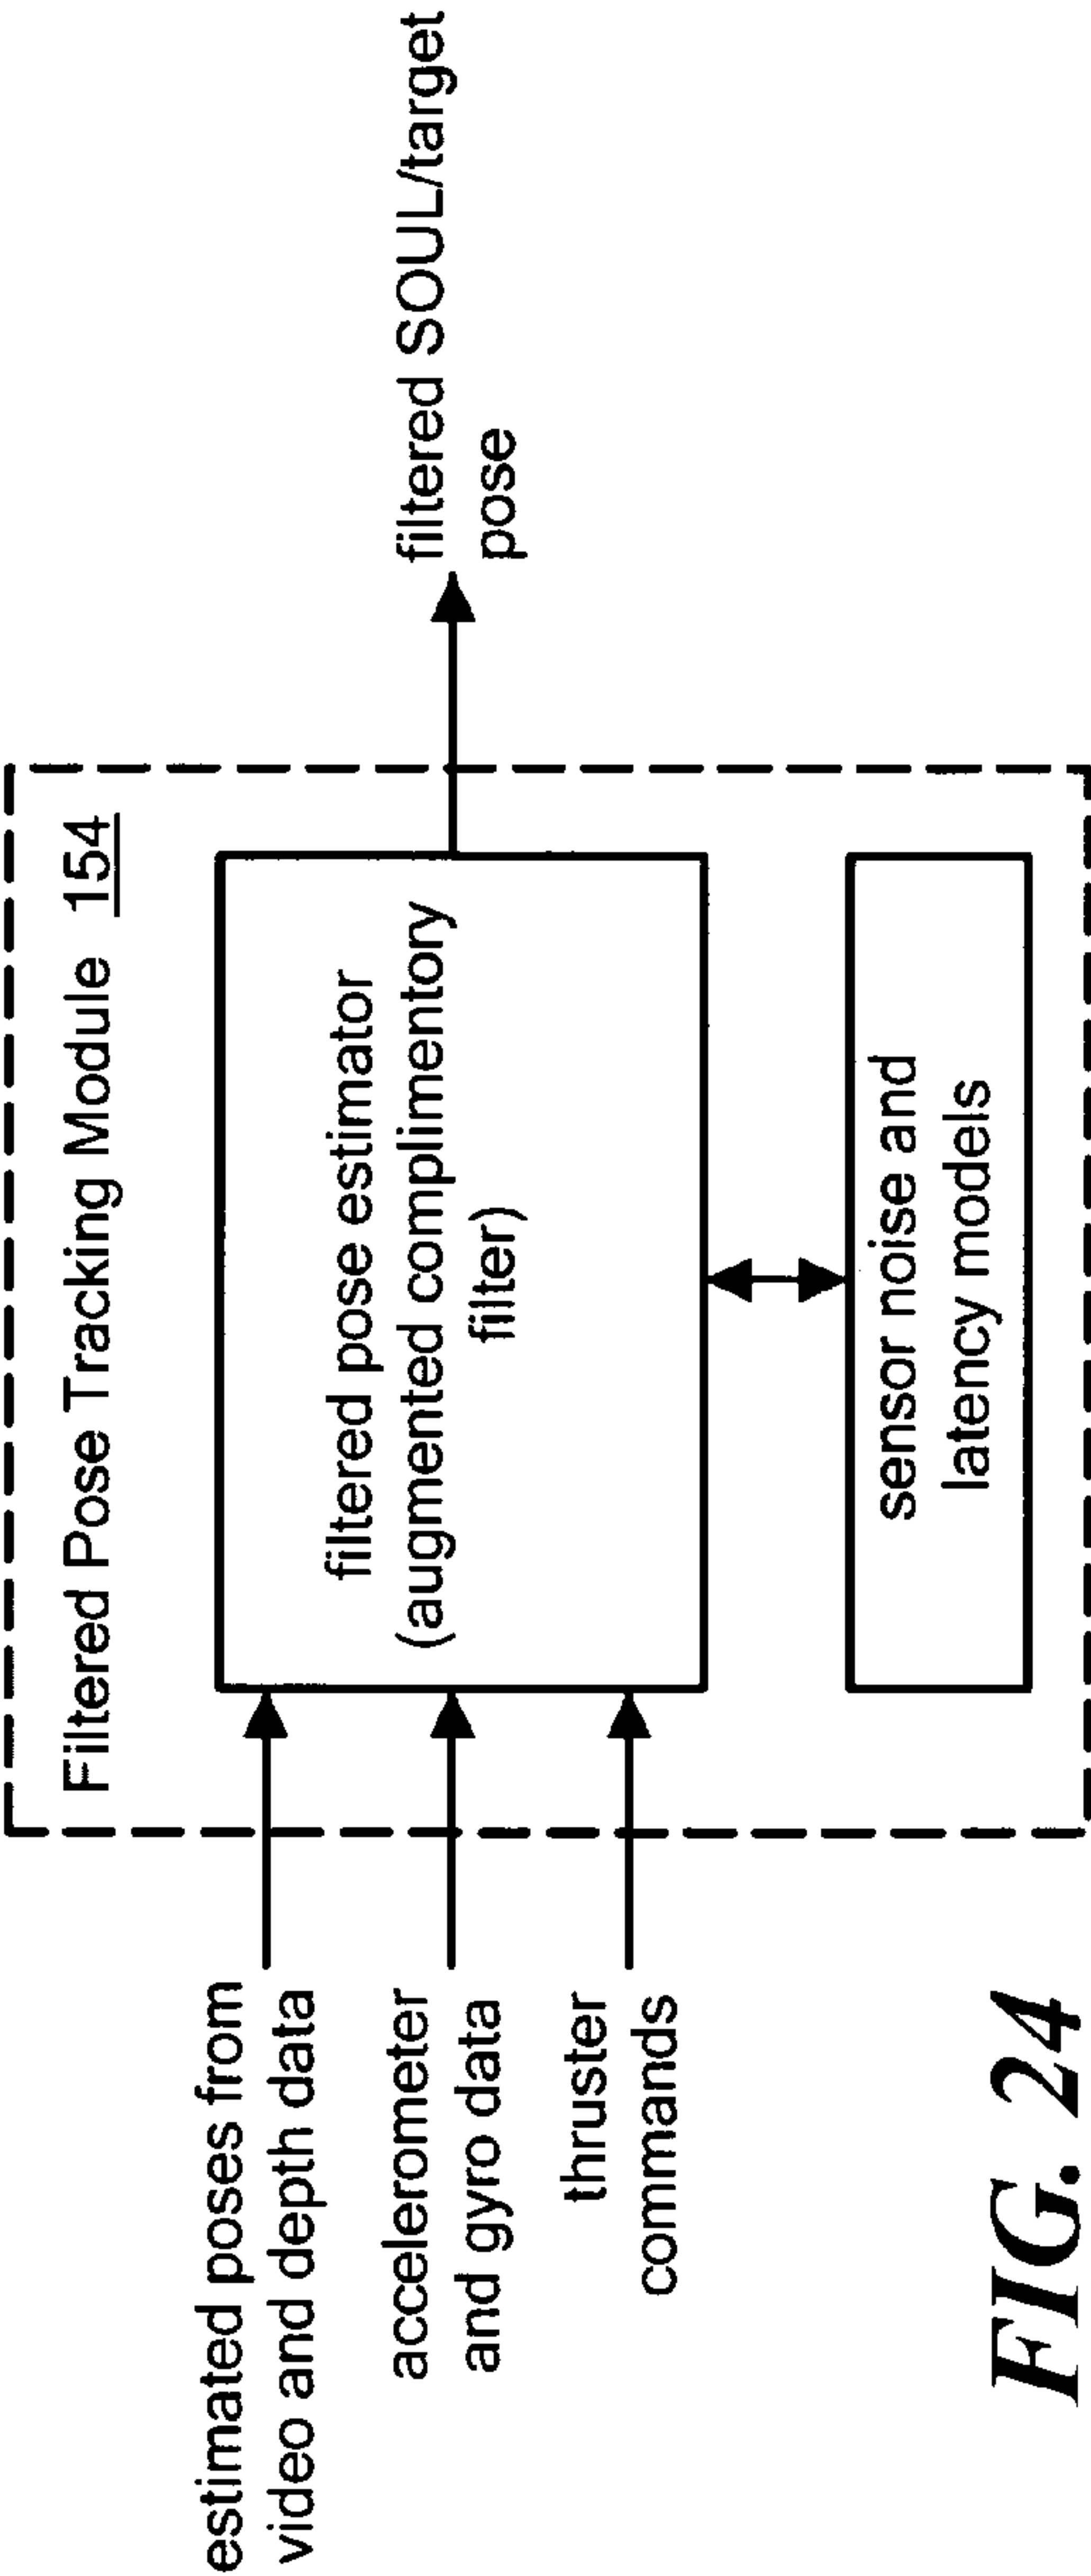 Filtered Pose Tracking Module 154
estimated poses from
video and depth data
accelerometer
and gyro data
thruster
commands
filtered pose estimator
(augmented complimentory
filter)
sensor noise and
latency models
filtered SOUL/target
pose
FIG. 24